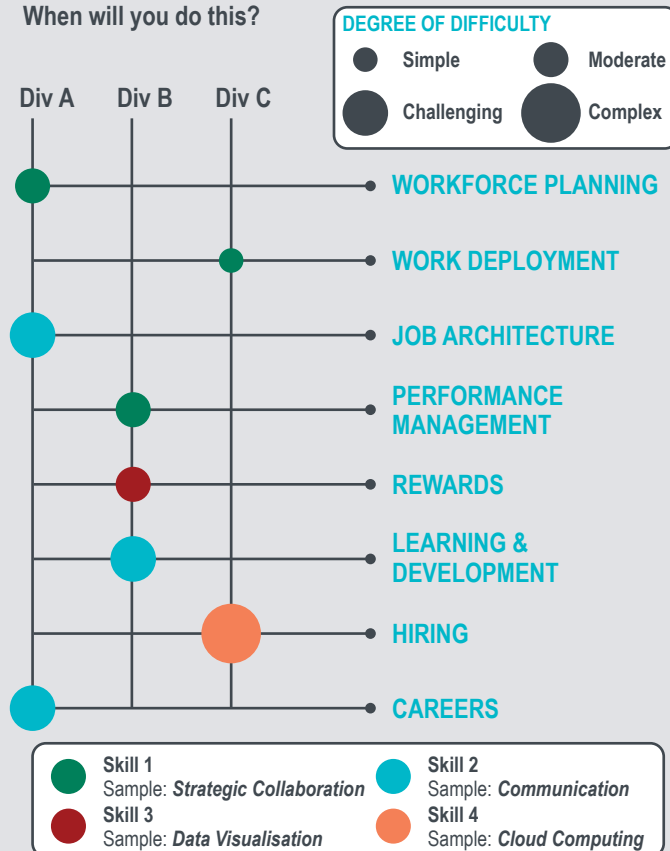 When will you do this?
DEGREE OF DIFFICULTY
Simple
Moderate
Challenging
Complex
Div A
Div B
Div C
WORKFORCE PLANNING
WORK DEPLOYMENT
JOB ARCHITECTURE
PERFORMANCE
MANAGEMENT
REWARDS
LEARNING &
DEVELOPMENT
HIRING
CAREERS
Skill 1
Sample: Strategic Collaboration
Skill 2
Sample: Communication
Skill 3
Sample: Data Visualisation
Skill 4
Sample: Cloud Computing